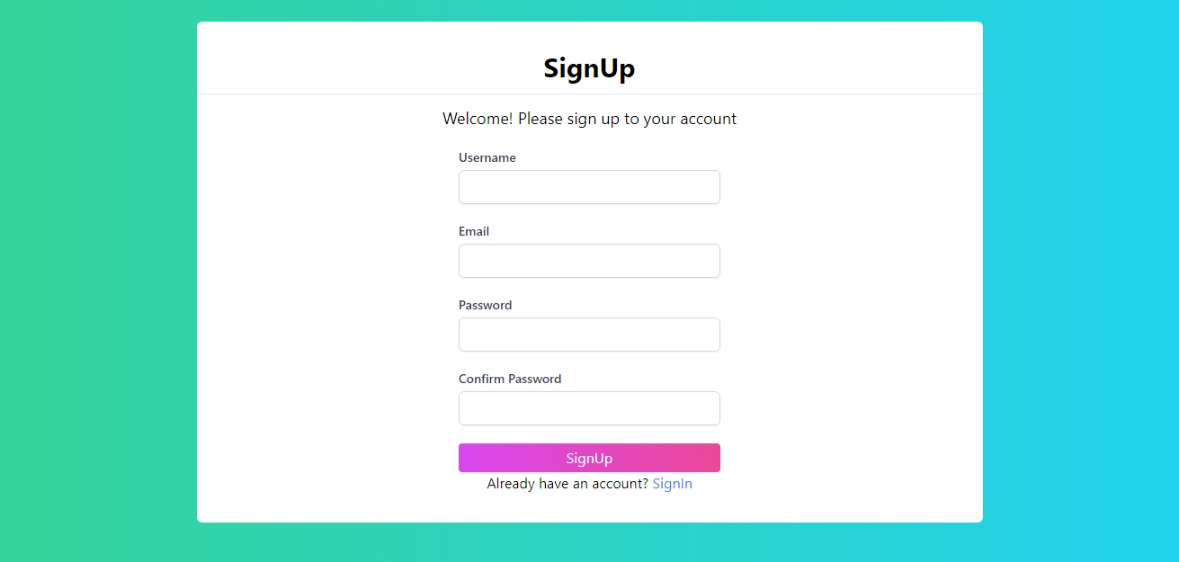 SignUp
Welcome! Please sign up to your account
Username
Email
Password
Confirm Password
SignUp
Already have an account? SignIn